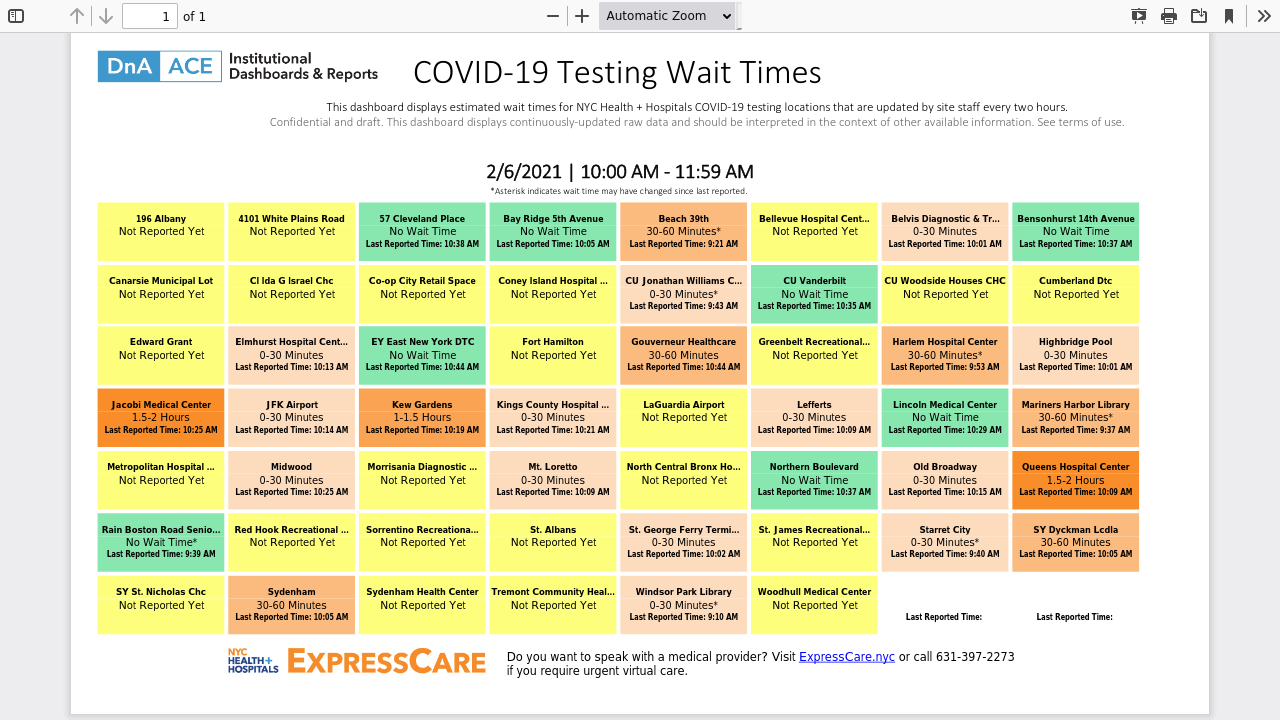 1 of 1 Automatic Zoom
DnA ACE Institutional Dashboards & Reports
COVID-19 Testing Wait Times
This dashboard displays estimated wait times for NYC Health + Hospitals COVID-19 testing locations that are updated by site staff every two hours.
Confidential and draft. This dashboard displays continuously-updated raw data and should be interpreted in the context of other available information. See terms of use.
2/6/2021 | 10:00 AM - 11:59 AM
*Asterisk indicates wait time may have changed since last reported.
196 Albany
Not Reported Yet
4101 White Plains Road
Not Reported Yet
57 Cleveland Place
No Wait Time
Last Reported Time: 10:38 AM
Bay Ridge 5th Avenue
No Wait Time
Last Reported Time: 10:05 AM
Beach 39th
30-60 Minutes*
Last Reported Time: 9:21 AM
Bellevue Hospital Cent...
Not Reported Yet
Belvis Diagnostic & Tr...
0-30 Minutes
Last Reported Time: 10:01 AM
Bensonhurst 14th Avenue
No Wait Time
Last Reported Time: 10:37 AM
Canarsie Municipal Lot
Not Reported Yet
CI Ida G Israel Chc
Not Reported Yet
Co-op City Retail Space
Not Reported Yet
Coney Island Hospital ...
Not Reported Yet
CU Jonathan Williams C...
0-30 Minutes*
Last Reported Time: 9:43 AM
CU Vanderbilt
No Wait Time
Last Reported Time: 10:35 AM
CU Woodside Houses CHC
Not Reported Yet
Cumberland Dtc
Not Reported Yet
Edward Grant
Not Reported Yet
Elmhurst Hospital Cent...
0-30 Minutes
Last Reported Time: 10:13 AM
EY East New York DTC
No Wait Time
Last Reported Time: 10:44 AM
Fort Hamilton
Not Reported Yet
Gouverneur Healthcare
30-60 Minutes
Last Reported Time: 10:44 AM
Greenbelt Recreational...
Not Reported Yet
Harlem Hospital Center
30-60 Minutes*
Last Reported Time: 9:53 AM
Highbridge Pool
0-30 Minutes
Last Reported Time: 10:01 AM
Jacobi Medical Center
1.5-2 Hours
Last Reported Time: 10:25 AM
JFK Airport
0-30 Minutes
Last Reported Time: 10:14 AM
Kew Gardens
1-1.5 Hours
Last Reported Time: 10:19 AM
Kings County Hospital ...
0-30 Minutes
Last Reported Time: 10:21 AM
LaGuardia Airport
Not Reported Yet
Lefferts
0-30 Minutes
Last Reported Time: 10:09 AM
Lincoln Medical Center
No Wait Time
Last Reported Time: 10:29 AM
Mariners Harbor Library
30-60 Minutes*
Last Reported Time: 9:37 AM
Metropolitan Hospital ...
Not Reported Yet
Midwood
0-30 Minutes
Last Reported Time: 10:25 AM
Morrisania Diagnostic ...
Not Reported Yet
Mt. Loretto
0-30 Minutes
Last Reported Time: 10:09 AM
North Central Bronx Ho...
Not Reported Yet
Northern Boulevard
No Wait Time
Last Reported Time: 10:37 AM
Old Broadway
0-30 Minutes
Last Reported Time: 10:15 AM
Queens Hospital Center
1.5-2 Hours
Last Reported Time: 10:09 AM
Rain Boston Road Senio...
No Wait Time*
Last Reported Time: 9:39 AM
Red Hook Recreational ...
Not Reported Yet
Sorrentino Recreationa...
Not Reported Yet
St. Albans
Not Reported Yet
St. George Ferry Termi...
0-30 Minutes
Last Reported Time: 10:02 AM
St. James Recreational...
Not Reported Yet
Starret City
0-30 Minutes*
Last Reported Time: 9:40 AM
SY Dyckman Lcdla
30-60 Minutes
Last Reported Time: 10:05 AM
SY St. Nicholas Chc
Not Reported Yet
Sydenham
30-60 Minutes
Last Reported Time: 10:05 AM
Sydenham Health Center
Not Reported Yet
Tremont Community Heal...
Not Reported Yet
Windsor Park Library
0-30 Minutes*
Last Reported Time: 9:10 AM
Woodhull Medical Center
Not Reported Yet
Last Reported Time:
Last Reported Time:
NYC HEALTH+ HOSPITALS EXPRESSCARE
Do you want to speak with a medical provider? Visit ExpressCare.nyc or call 631-397-2273
if you require urgent virtual care.